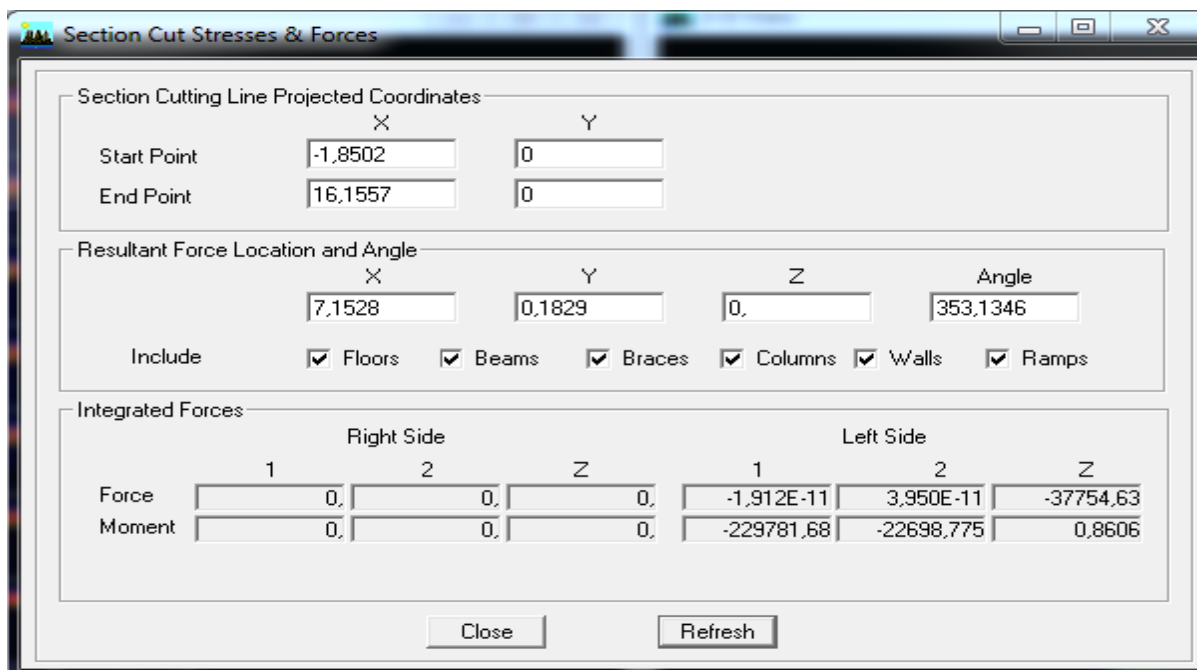 Section Cut Stresses & Forces
Section Cutting Line Projected Coordinates
X Y
Start Point -1,8502 0
End Point 16,1557 0
Resultant Force Location and Angle
X Y Z Angle
7,1528 0,1829 0, 353,1346
Include Floors Beams Braces Columns Walls Ramps
Integrated Forces
Right Side Left Side
1 2 Z 1 2 Z
Force 0, 0, 0, -1,912E-11 3,950E-11 -37754,63
Moment 0, 0, 0, -229781,68 -22698,775 0,8606
Close Refresh